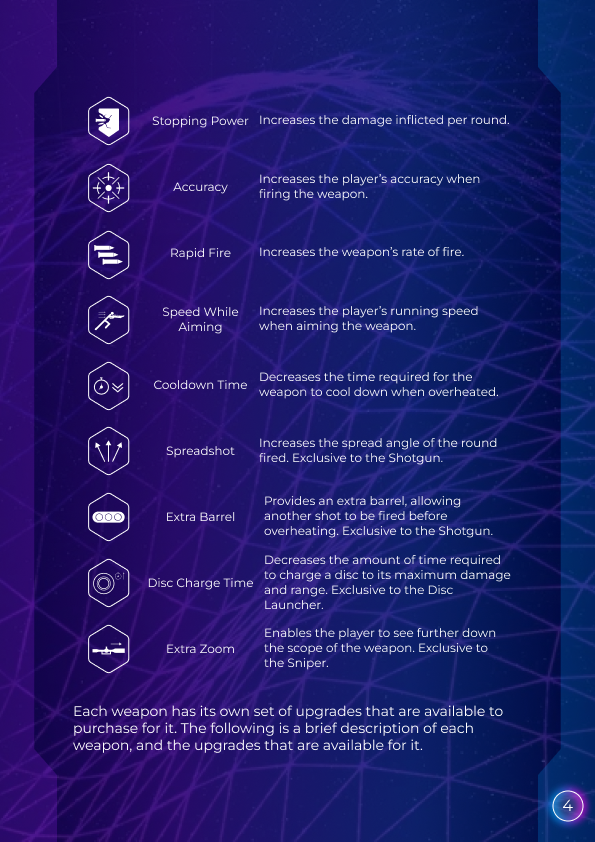 Stopping Power Increases the damage inflicted per round.
Accuracy
Increases the player’s accuracy when
firing the weapon.
Rapid Fire Increases the weapon’s rate of fire.
Speed While
Aiming
Increases the player’s running speed
when aiming the weapon.
Cooldown Time
Decreases the time required for the
weapon to cool down when overheated.
Spreadshot
Increases the spread angle of the round
fired. Exclusive to the Shotgun.
Extra Barrel
Provides an extra barrel, allowing
another shot to be fired before
overheating. Exclusive to the Shotgun.
Disc Charge Time
Decreases the amount of time required
to charge a disc to its maximum damage
and range. Exclusive to the Disc
Launcher.
Extra Zoom
Enables the player to see further down
the scope of the weapon. Exclusive to
the Sniper.
Each weapon has its own set of upgrades that are available to
purchase for it. The following is a brief description of each
weapon, and the upgrades that are available for it.
4